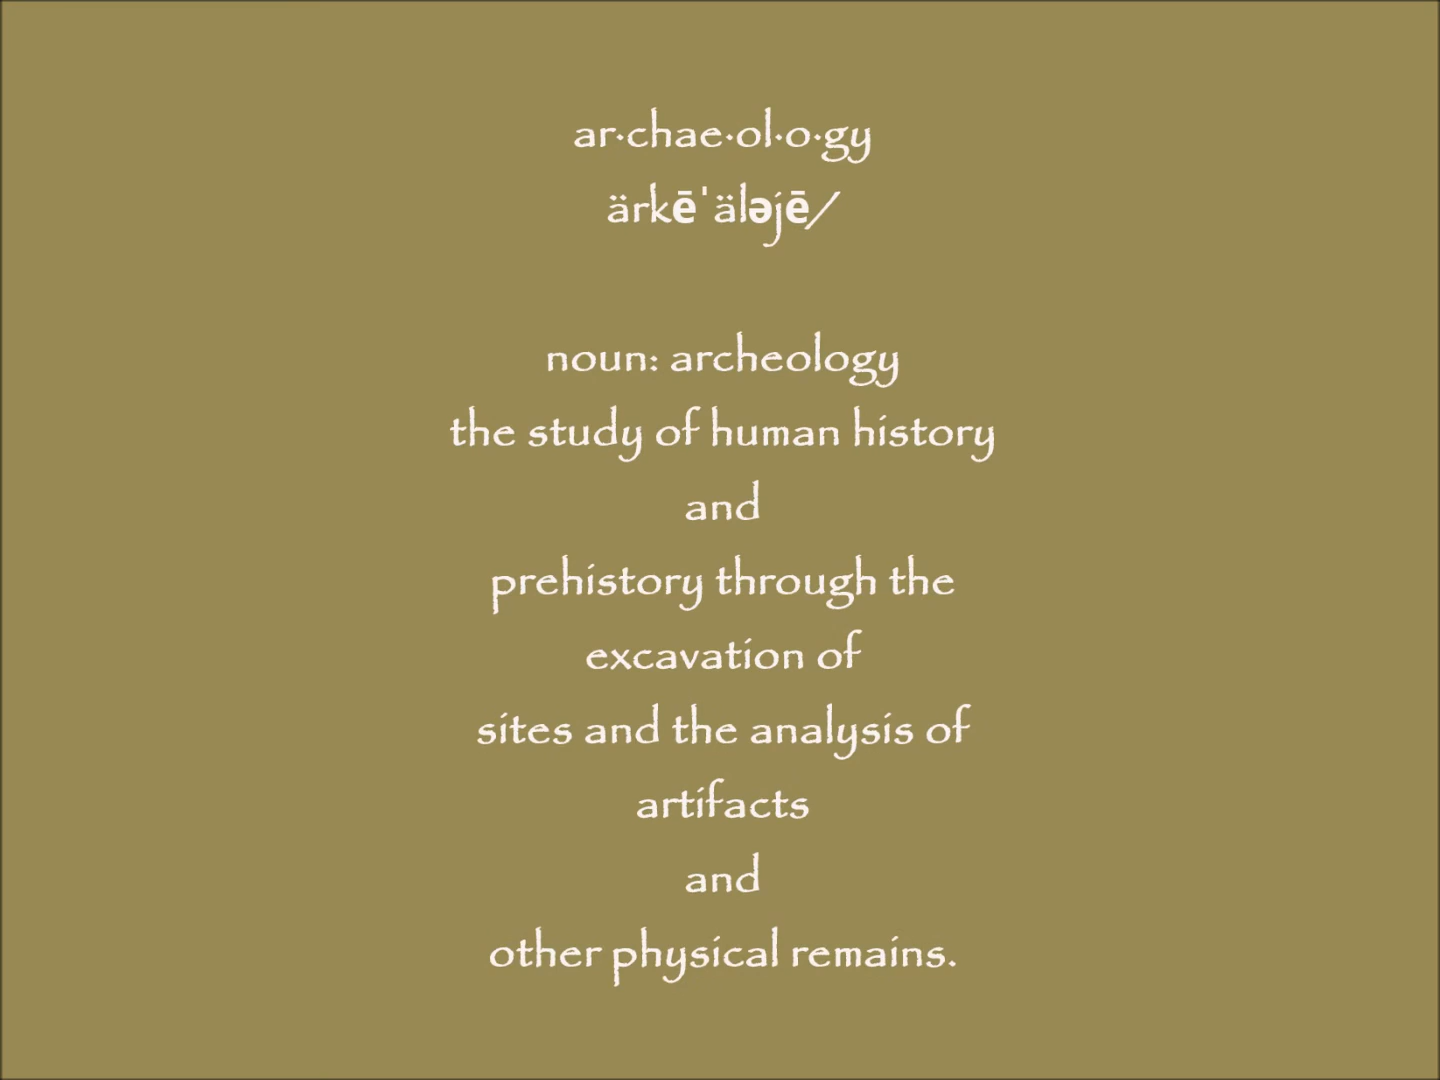 ar·chae·ol·o·gy
ärkēˈäləjē/
noun: archeology
the study of human history
and
prehistory through the
excavation of
sites and the analysis of
artifacts
and
other physical remains.